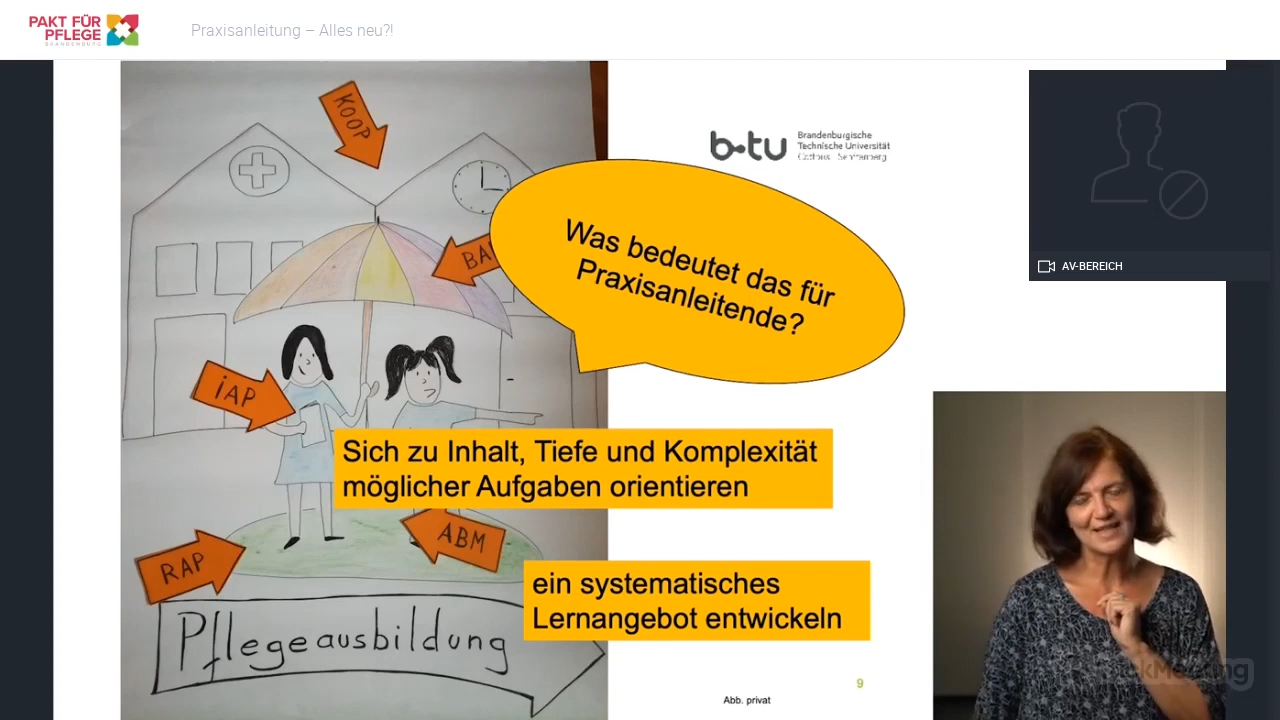 PAKT FÜR
PFLEGE
BRANDENBURG
Praxisanleitung – Alles neu?!
KOOP
b-tu
Brandenburgische
Technische Universität
Cottbus
Was bedeutet das für
Praxisanleitende?
AV-BEREICH
iAP
Sich zu Inhalt, Tiefe und Komplexität
möglicher Aufgaben orientieren
ABM
RAP
ein systematisches
Lernangebot entwickeln
Pflegeausbildung
9
Abb. privat